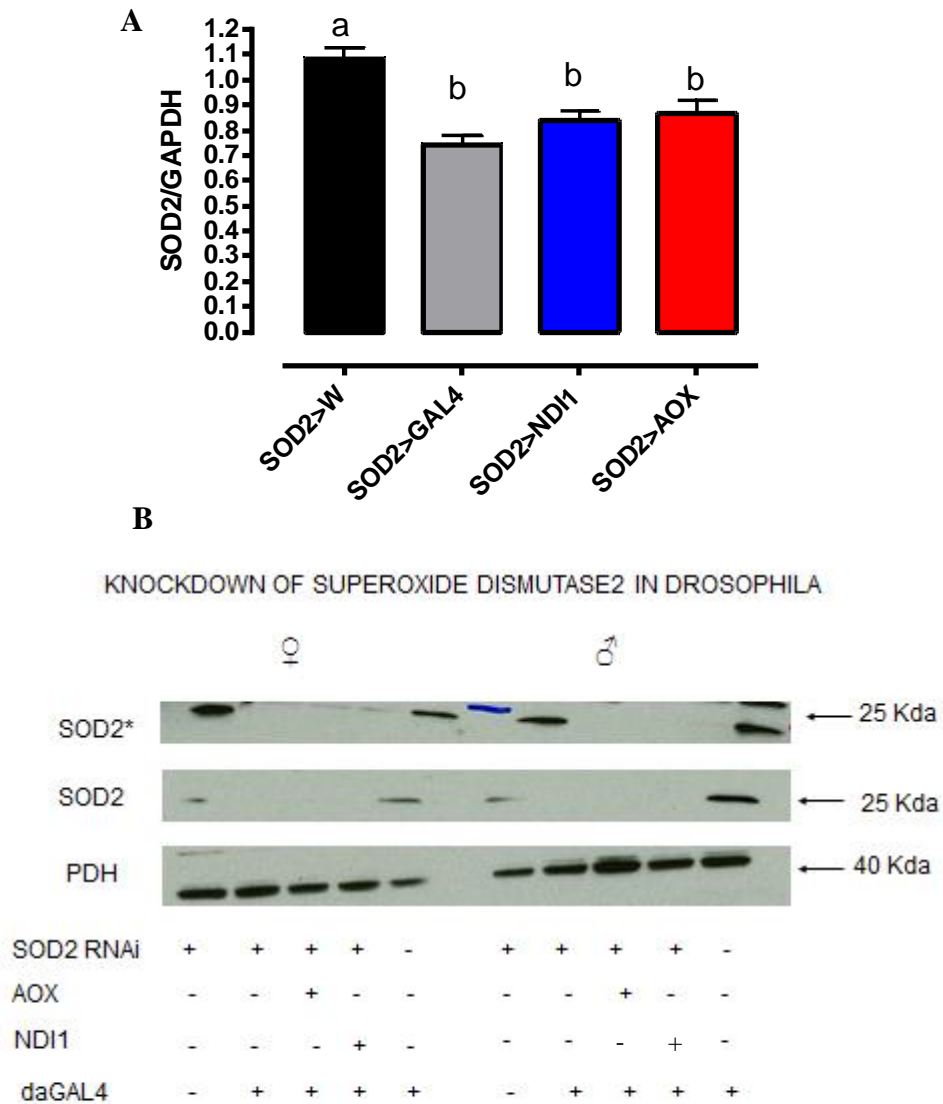 A
SOD2/GAPDH
1.2
1.1
1.0
0.9
0.8
0.7
0.6
0.5
0.4
0.3
0.2
0.1
0.0
a
b
b
b
SOD2>W
SOD2>GAL4
SOD2>NDI1
SOD2>AOX
B
KNOCKDOWN OF SUPEROXIDE DISMUTASE2 IN DROSOPHILA
♀ ♂
SOD2* 25 Kda
SOD2 25 Kda
PDH 40 Kda
SOD2 RNAi + + + + - + + + + -
AOX - - + - - - - + - -
NDI1 - - - + - - - - + -
daGAL4 - + + + + - + + + +